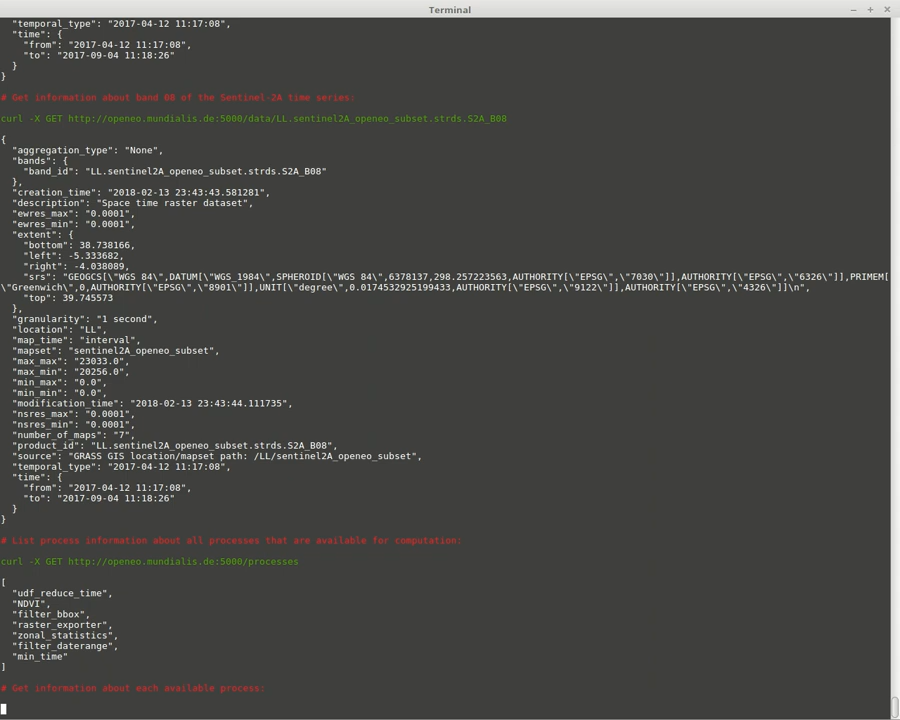 Terminal
"temporal_type": "2017-04-12 11:17:08",
"time": {
"from": "2017-04-12 11:17:08",
"to": "2017-09-04 11:18:26"
}
}
# Get information about band 08 of the Sentinel-2A time series:
curl -X GET http://openeo.mundialis.de:5000/data/LL.sentinel2A_openeo_subset.strds.S2A_B08
{
"aggregation_type": "None",
"bands": {
"band_id": "LL.sentinel2A_openeo_subset.strds.S2A_B08"
},
"creation_time": "2018-02-13 23:43:43.581281",
"description": "Space time raster dataset",
"ewres_max": "0.0001",
"ewres_min": "0.0001",
"extent": {
"bottom": 38.738166,
"left": -5.333682,
"right": -4.038089,
"srs": "GEOGCS[\"WGS 84\",DATUM[\"WGS_1984\",SPHEROID[\"WGS 84\",6378137,298.257223563,AUTHORITY[\"EPSG\",\"7030\"]],AUTHORITY[\"EPSG\",\"6326\"]],PRIMEM[
\"Greenwich\",0,AUTHORITY[\"EPSG\",\"8901\"]],UNIT[\"degree\",0.0174532925199433,AUTHORITY[\"EPSG\",\"9122\"]],AUTHORITY[\"EPSG\",\"4326\"]]\n",
"top": 39.745573
},
"granularity": "1 second",
"location": "LL",
"map_time": "interval",
"mapset": "sentinel2A_openeo_subset",
"max_max": "23033.0",
"max_min": "20256.0",
"min_max": "0.0",
"min_min": "0.0",
"modification_time": "2018-02-13 23:43:44.111735",
"nsres_max": "0.0001",
"nsres_min": "0.0001",
"number_of_maps": "7",
"product_id": "LL.sentinel2A_openeo_subset.strds.S2A_B08",
"source": "GRASS GIS location/mapset path: /LL/sentinel2A_openeo_subset",
"temporal_type": "2017-04-12 11:17:08",
"time": {
"from": "2017-04-12 11:17:08",
"to": "2017-09-04 11:18:26"
}
}
# List process information about all processes that are available for computation:
curl -X GET http://openeo.mundialis.de:5000/processes
[
"udf_reduce_time",
"NDVI",
"filter_bbox",
"raster_exporter",
"zonal_statistics",
"filter_daterange",
"min_time"
]
# Get information about each available process: